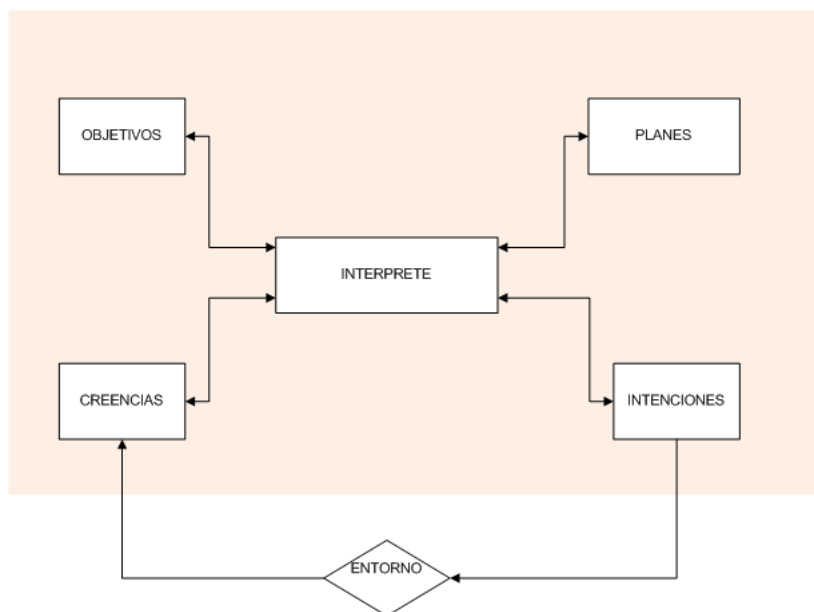 OBJETIVOS
PLANES
INTERPRETE
CREENCIAS
INTENCIONES
ENTORNO